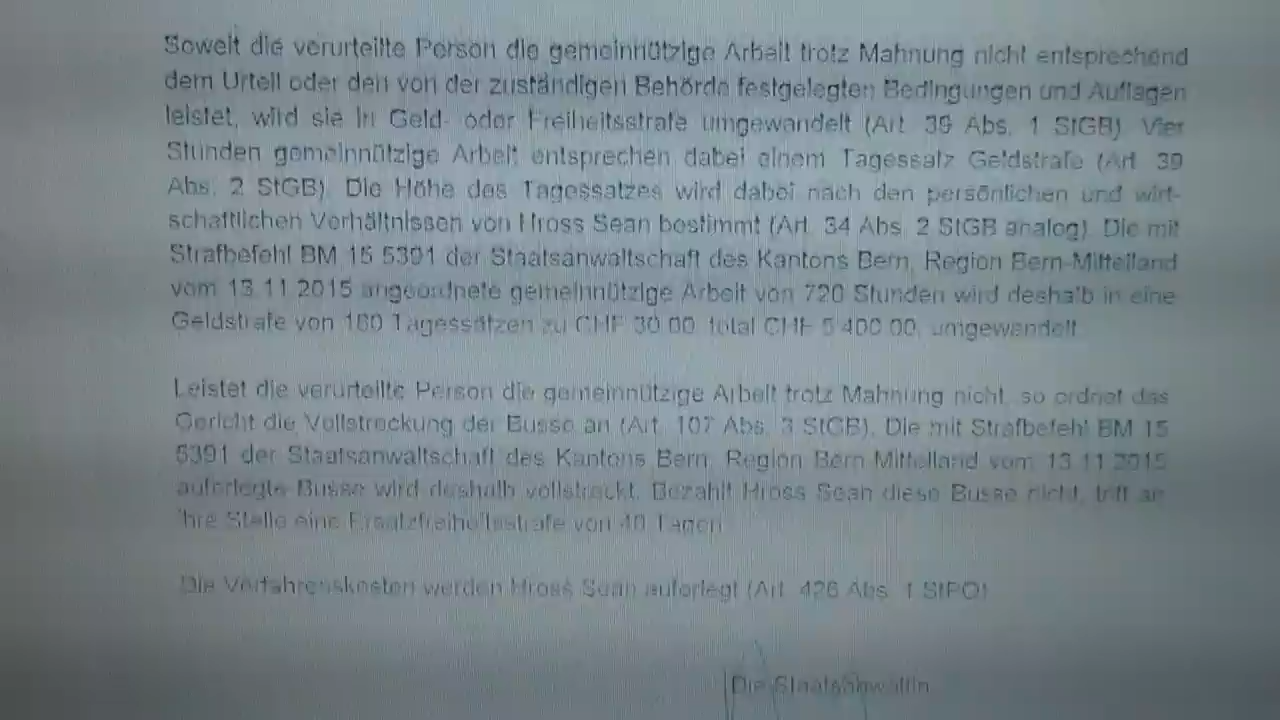 Soweit die verurteilte Person die gemeinnützige Arbeit trotz Mahnung nicht entsprechend
dem Urteil oder den von der zuständigen Behörde festgelegten Bedingungen und Auflagen
leistet, wird sie in Geld- oder Freiheitsstrafe umgewandelt (Art. 39 Abs. 1 StGB). Vier
Stunden gemeinnützige Arbeit entsprechen dabei einem Tagessatz Geldstrafe (Art. 39
Abs. 2 StGB). Die Höhe des Tagessatzes wird dabei nach den persönlichen und wirt-
schaftlichen Verhältnissen von Hross Sean bestimmt (Art. 34 Abs. 2 StGB analog). Die mit
Strafbefehl BM 15 5391 der Staatsanwaltschaft des Kantons Bern, Region Bern-Mittelland
vom 13.11.2015 angeordnete gemeinnützige Arbeit von 720 Stunden wird deshalb in eine
Geldstrafe von 180 Tagessätzen zu CHF 30.00, total CHF 5'400.00, umgewandelt.
Leistet die verurteilte Person die gemeinnützige Arbeit trotz Mahnung nicht, so ordnet das
Gericht die Vollstreckung der Busse an (Art. 107 Abs. 3 StGB). Die mit Strafbefehl BM 15
5391 der Staatsanwaltschaft des Kantons Bern, Region Bern-Mittelland vom 13.11.2015
auferlegte Busse wird deshalb vollstreckt. Bezahlt Hross Sean diese Busse nicht, tritt an
ihre Stelle eine Ersatzfreiheitsstrafe von 40 Tagen.
Die Verfahrenskosten werden Hross Sean auferlegt (Art. 426 Abs. 1 StPO).
Die Staatsanwältin